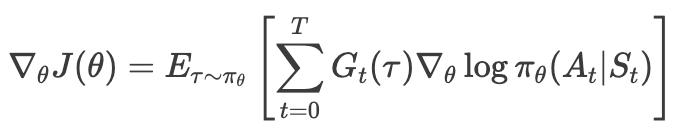 ∇θJ(θ) = Eτ∼πθ [ ∑_{t=0}^{T} Gt(τ)∇θ log πθ(At|St) ]